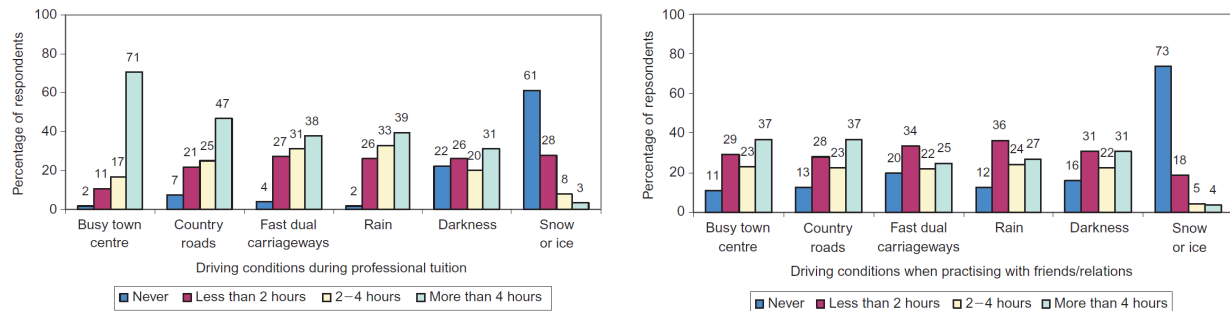 100
80
60
40
20
0
Percentage of respondents
2 11 17 71
7 21 25 47
4 27 31 38
2 26 33 39
22 26 20 31
61 28 8 3
Busy town centre
Country roads
Fast dual carriageways
Rain
Darkness
Snow or ice
Driving conditions during professional tuition
Never Less than 2 hours 2–4 hours More than 4 hours
100
80
60
40
20
0
Percentage of repsondents
11 29 23 37
13 28 23 37
20 34 22 25
12 36 24 27
16 31 22 31
73 18 5 4
Busy town centre
Country roads
Fast dual carriageways
Rain
Darkness
Snow or ice
Driving conditions when practising with friends/relations
Never Less than 2 hours 2–4 hours More than 4 hours